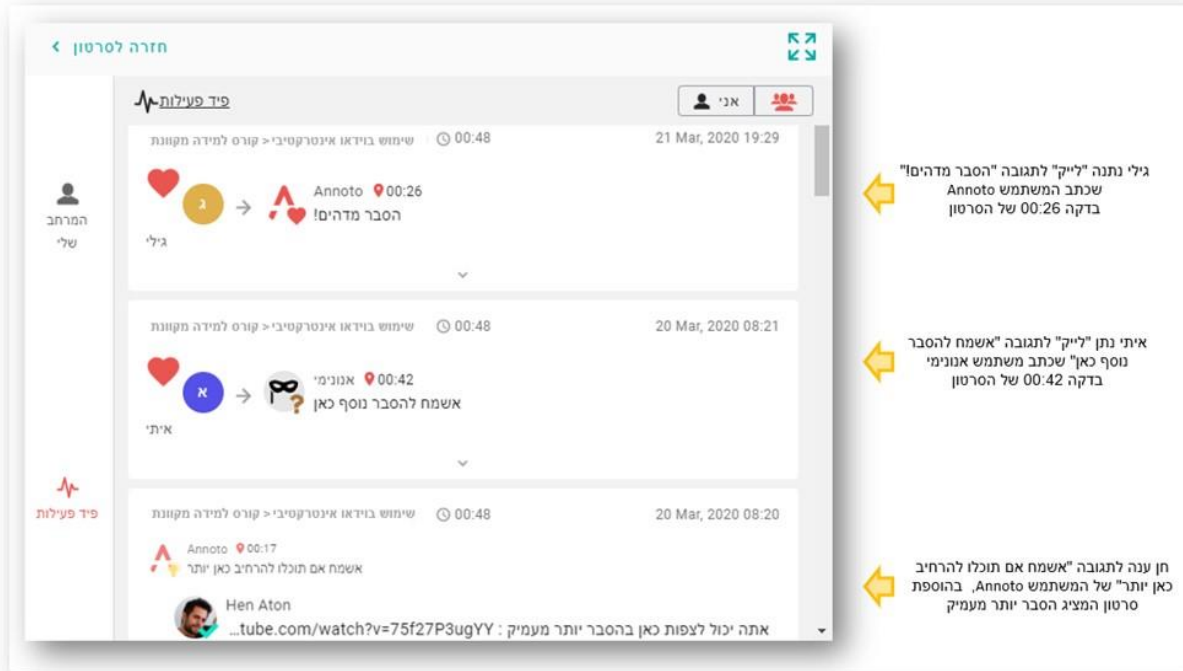 חזרה לסרטון
פיד פעילות
אני
שימוש בוידאו אינטרקטיבי > קורס למידה מקוונת 00:48 21 Mar, 2020 19:29
Annoto 00:26
ג
הסבר מדהים!
גילי
שימוש בוידאו אינטרקטיבי > קורס למידה מקוונת 00:48 20 Mar, 2020 08:21
אנונימי 00:42
א
אשמח להסבר נוסף כאן
איתי
שימוש בוידאו אינטרקטיבי > קורס למידה מקוונת 00:48 20 Mar, 2020 08:20
Annoto 00:17
אשמח אם תוכלו להרחיב כאן יותר
Hen Aton
אתה יכול לצפות כאן בהסבר יותר מעמיק : tube.com/watch?v=75f27P3ugYY...
המרחב
שלי
פיד פעילות
גילי נתנה "לייק" לתגובה "הסבר מדהים!"
שכתב המשתמש Annoto
בדקה 00:26 של הסרטון
איתי נתן "לייק" לתגובה "אשמח להסבר
נוסף כאן" שכתב משתמש אנונימי
בדקה 00:42 של הסרטון
חן ענה לתגובה "אשמח אם תוכלו להרחיב
כאן יותר" של המשתמש Annoto, בהוספת
סרטון המציג הסבר יותר מעמיק